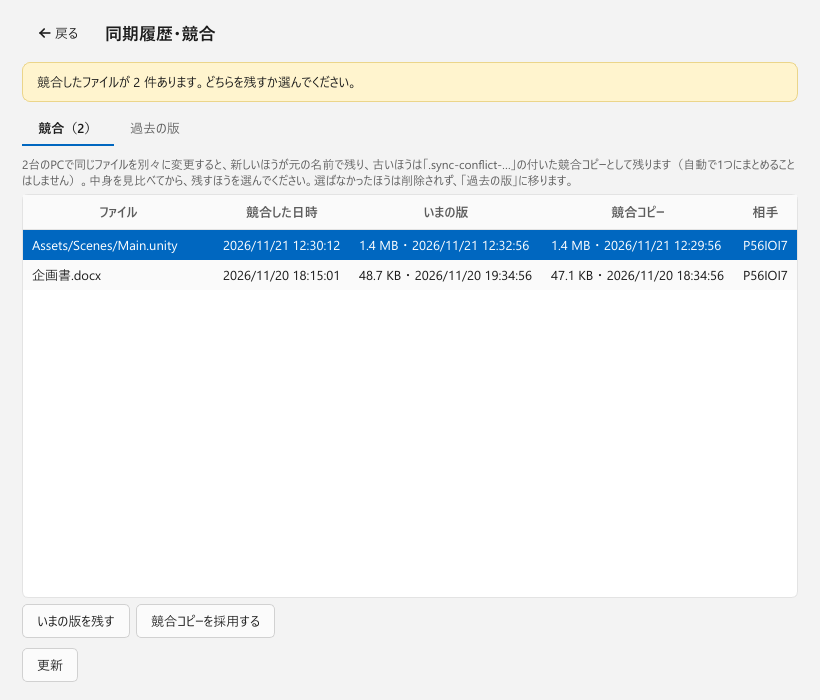 ← 戻る 同期履歴・競合
競合したファイルが 2 件あります。どちらを残すか選んでください。
競合（2） 過去の版
2台のPCで同じファイルを別々に変更すると、新しいほうが元の名前で残り、古いほうは「.sync-conflict-...」の付いた競合コピーとして残ります（自動で1つにまとめること
はしません）。中身を見比べてから、残すほうを選んでください。選ばなかったほうは削除されず、「過去の版」に移ります。
ファイル 競合した日時 いまの版 競合コピー 相手
Assets/Scenes/Main.unity 2026/11/21 12:30:12 1.4 MB・2026/11/21 12:32:56 1.4 MB・2026/11/21 12:29:56 P56IOI7
企画書.docx 2026/11/20 18:15:01 48.7 KB・2026/11/20 19:34:56 47.1 KB・2026/11/20 18:34:56 P56IOI7
いまの版を残す 競合コピーを採用する
更新